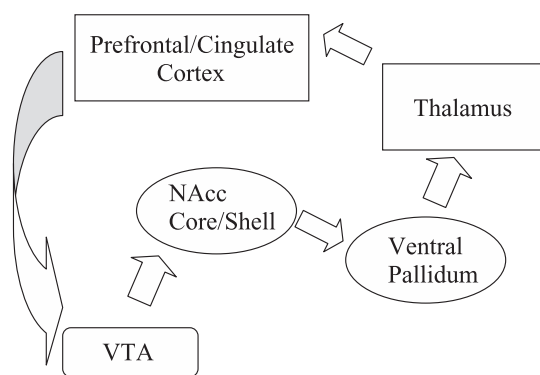 Prefrontal/Cingulate
Cortex
Thalamus
NAcc
Core/Shell
Ventral
Pallidum
VTA